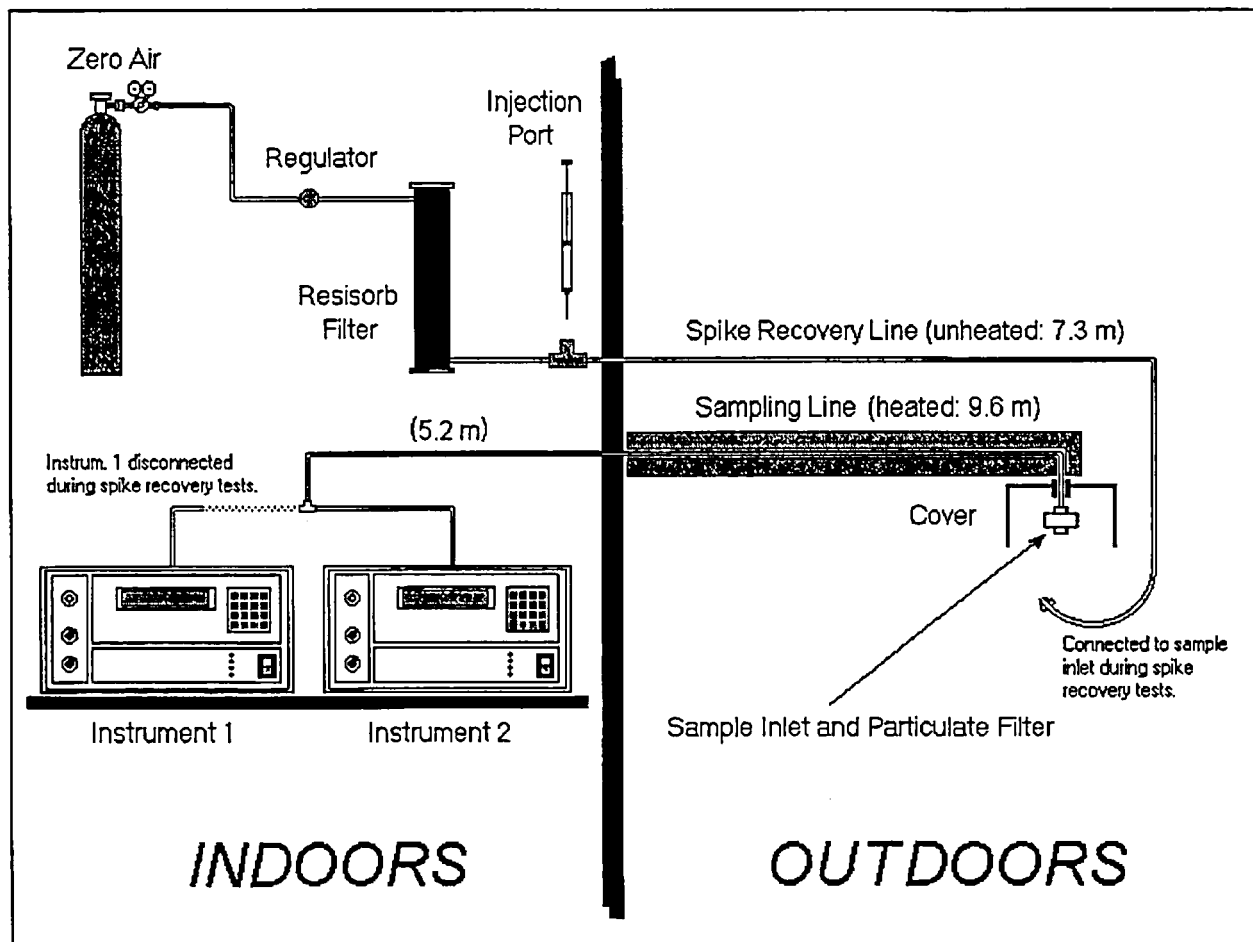 Zero Air
Injection
Port
Regulator
Resisorb
Filter
Spike Recovery Line (unheated: 7.3 m)
Sampling Line (heated: 9.6 m)
(5.2 m)
Instrum. 1 disconnected
during spike recovery tests.
Cover
Connected to sample
inlet during spike
recovery tests.
Instrument 1
Instrument 2
Sample Inlet and Particulate Filter
INDOORS
OUTDOORS